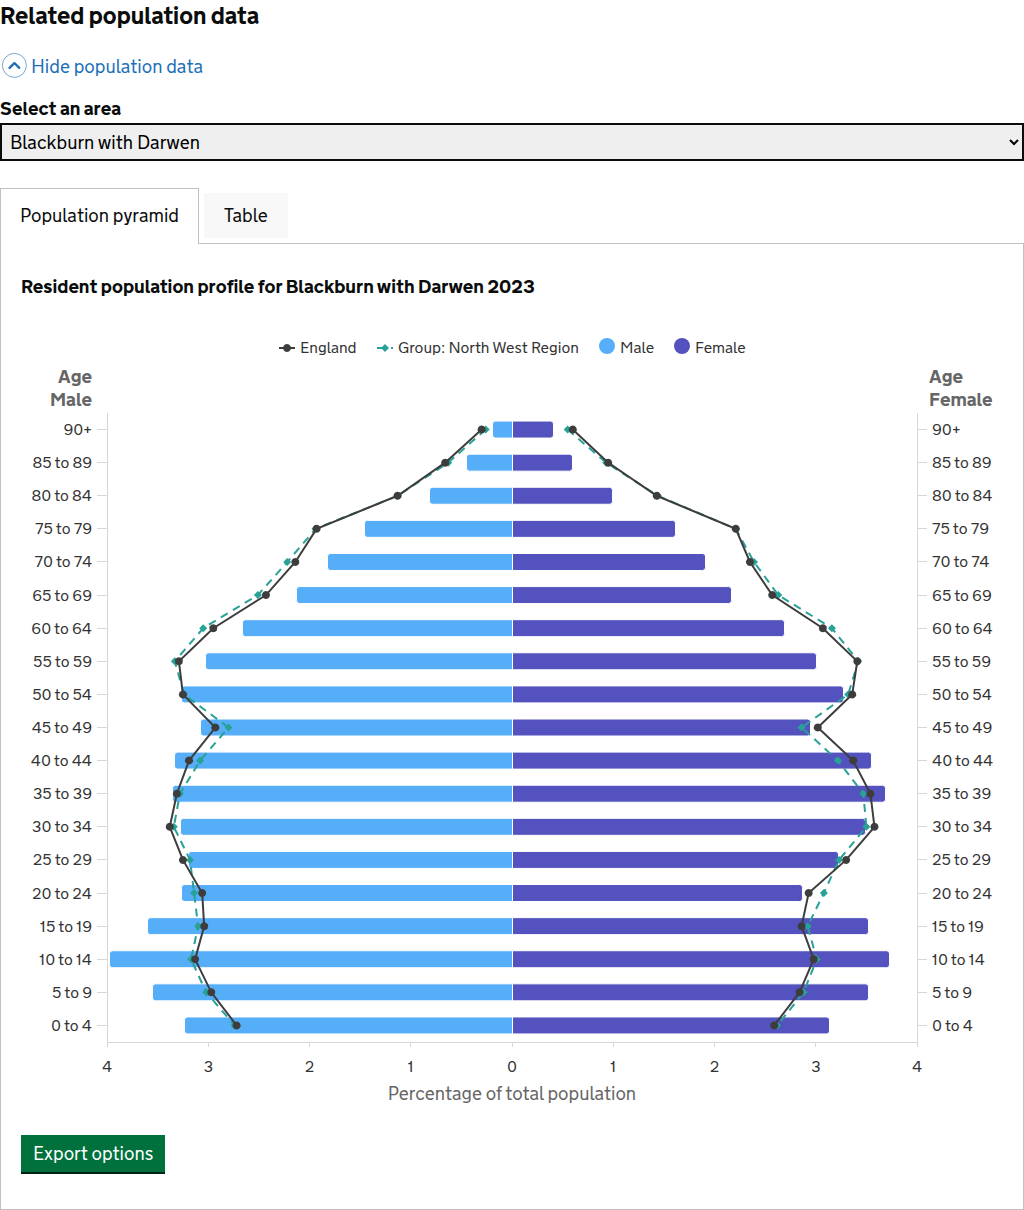 Related population data
Hide population data
Select an area
Blackburn with Darwen
Population pyramid
Table
Resident population profile for Blackburn with Darwen 2023
England
Group: North West Region
Male
Female
Age
Male
Age
Female
90+
90+
85 to 89
85 to 89
80 to 84
80 to 84
75 to 79
75 to 79
70 to 74
70 to 74
65 to 69
65 to 69
60 to 64
60 to 64
55 to 59
55 to 59
50 to 54
50 to 54
45 to 49
45 to 49
40 to 44
40 to 44
35 to 39
35 to 39
30 to 34
30 to 34
25 to 29
25 to 29
20 to 24
20 to 24
15 to 19
15 to 19
10 to 14
10 to 14
5 to 9
5 to 9
0 to 4
0 to 4
4 3 2 1 0 1 2 3 4
Percentage of total population
Export options